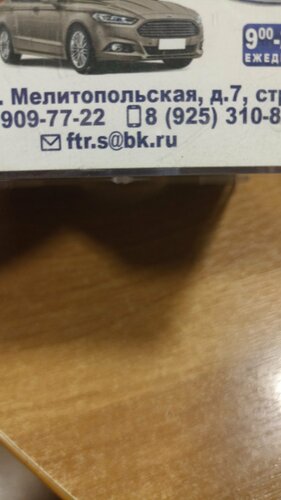 9⁰⁰-
ЕЖЕД
. Мелитопольская, д.7, стр
909-77-22 8 (925) 310-8
ftr.s@bk.ru